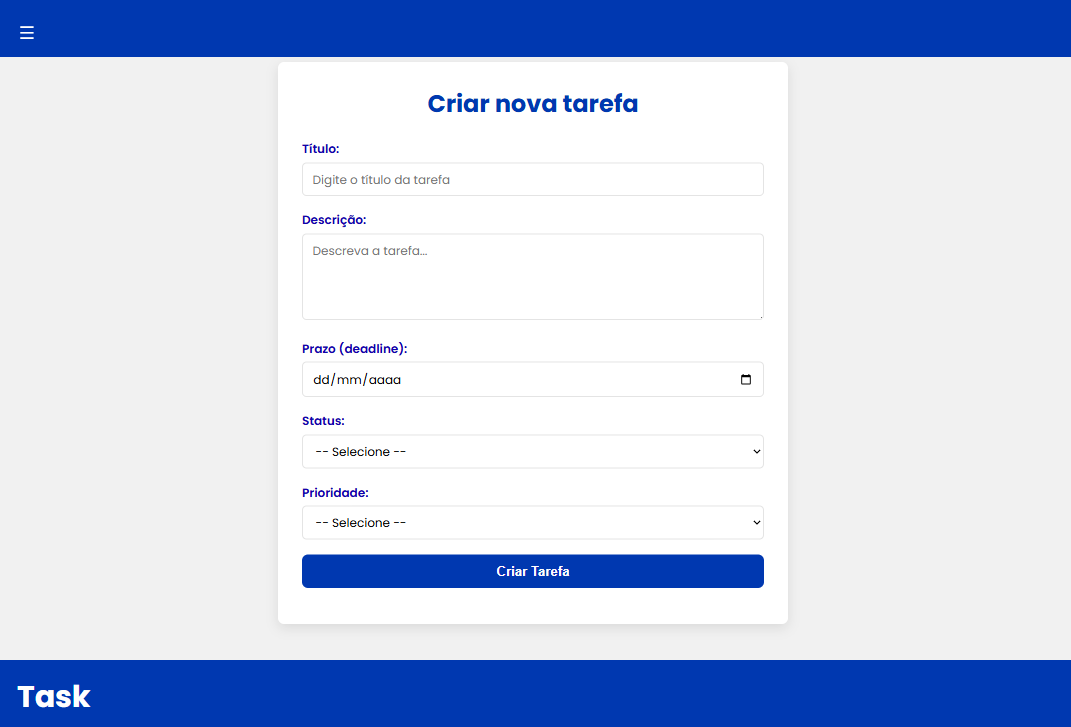 ☰
Criar nova tarefa
Título:
Digite o título da tarefa
Descrição:
Descreva a tarefa...
Prazo (deadline):
dd/mm/aaaa
Status:
-- Selecione --
Prioridade:
-- Selecione --
Criar Tarefa
Task